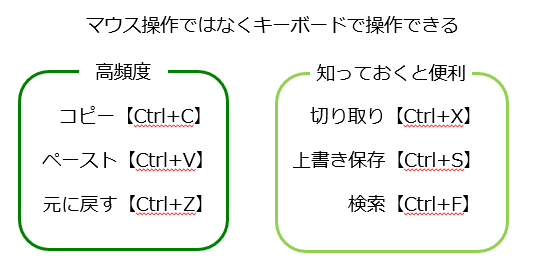 マウス操作ではなくキーボードで操作できる
高頻度
コピー【Ctrl+C】
ペースト【Ctrl+V】
元に戻す【Ctrl+Z】
知っておくと便利
切り取り【Ctrl+X】
上書き保存【Ctrl+S】
検索【Ctrl+F】